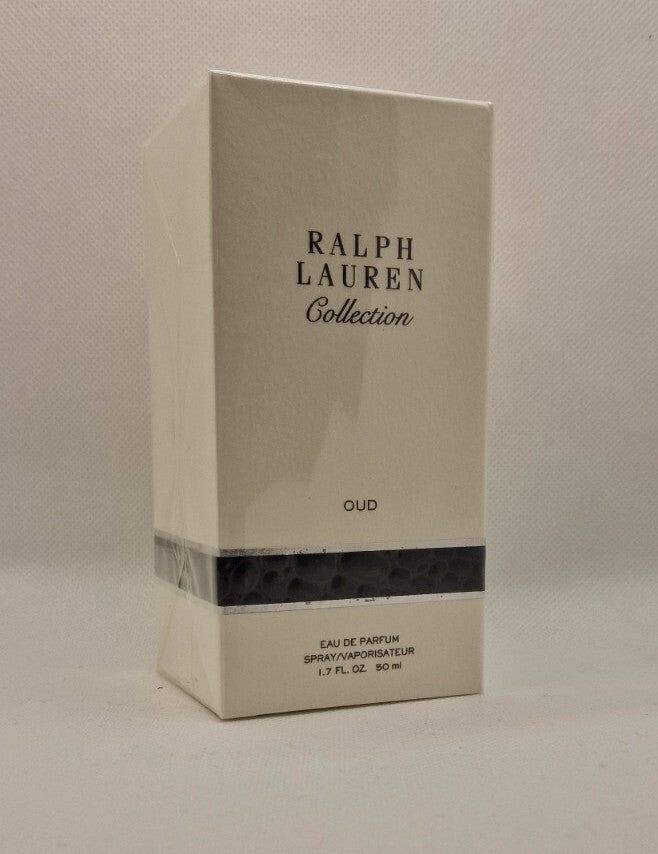 RALPH
LAUREN
Collection
OUD
EAU DE PARFUM
SPRAY/VAPORISATEUR
1.7 FL. OZ. 50 ml